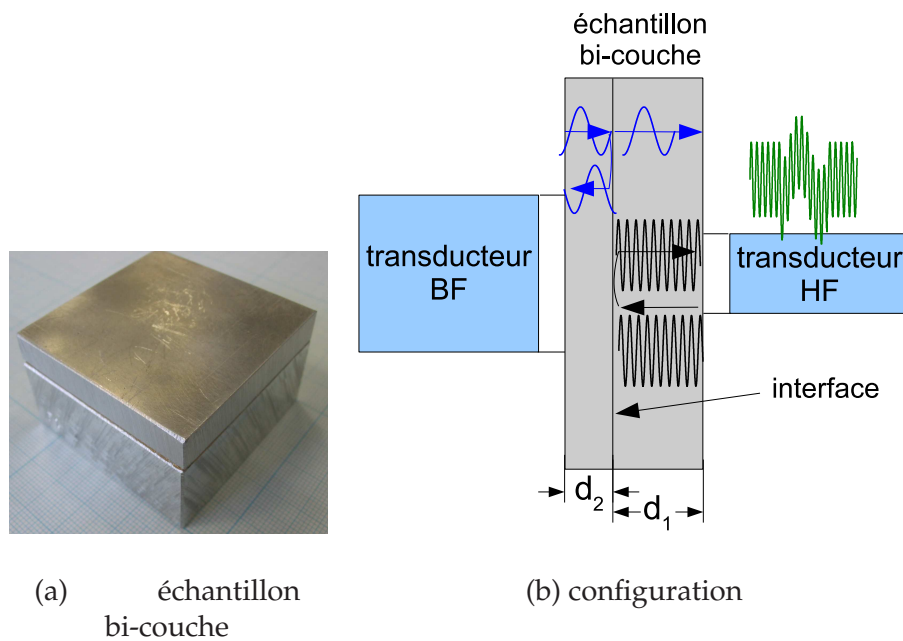 échantillon
bi-couche
transducteur
BF
transducteur
HF
interface
d₂
d₁
(a) échantillon
bi-couche
(b) configuration